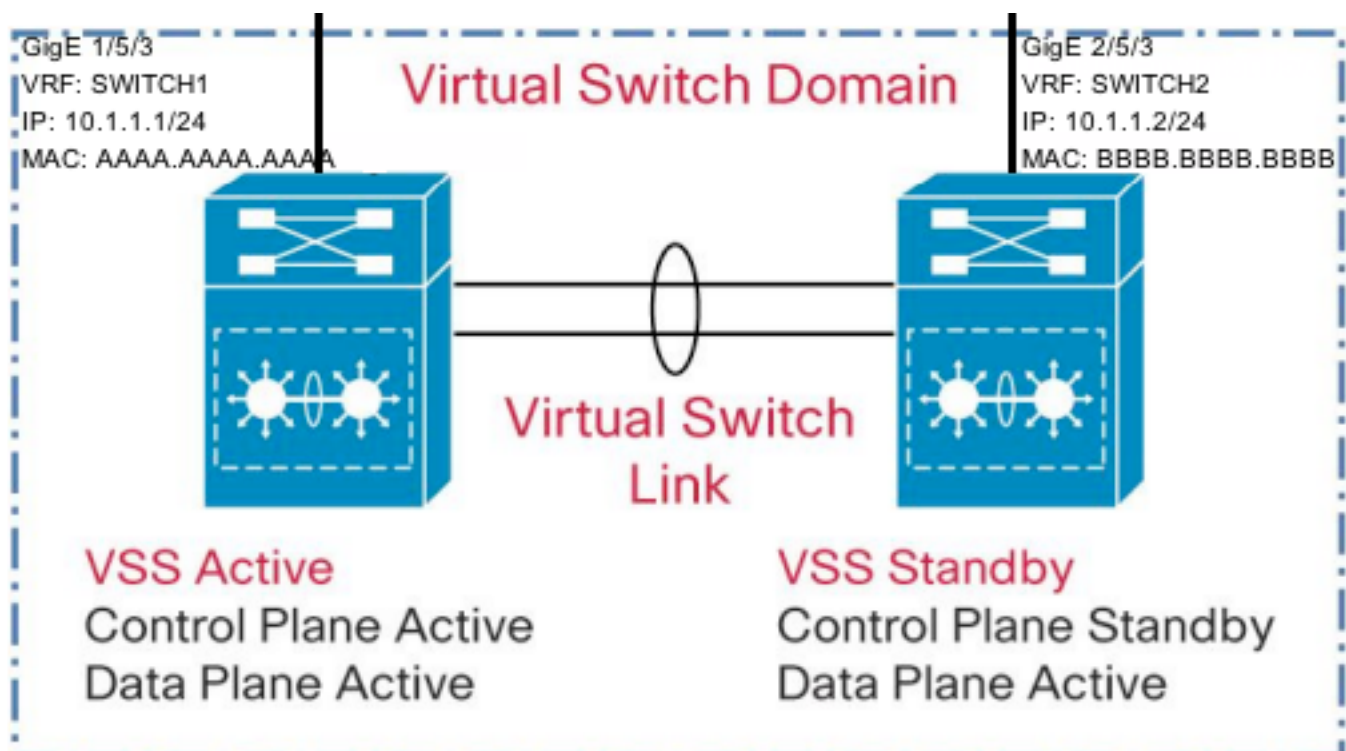 GigE 1/5/3
VRF: SWITCH1
IP: 10.1.1.1/24
MAC: AAAA.AAAA.AAAA
Virtual Switch Domain
GigE 2/5/3
VRF: SWITCH2
IP: 10.1.1.2/24
MAC: BBBB.BBBB.BBBB
Virtual Switch
Link
VSS Active
Control Plane Active
Data Plane Active
VSS Standby
Control Plane Standby
Data Plane Active